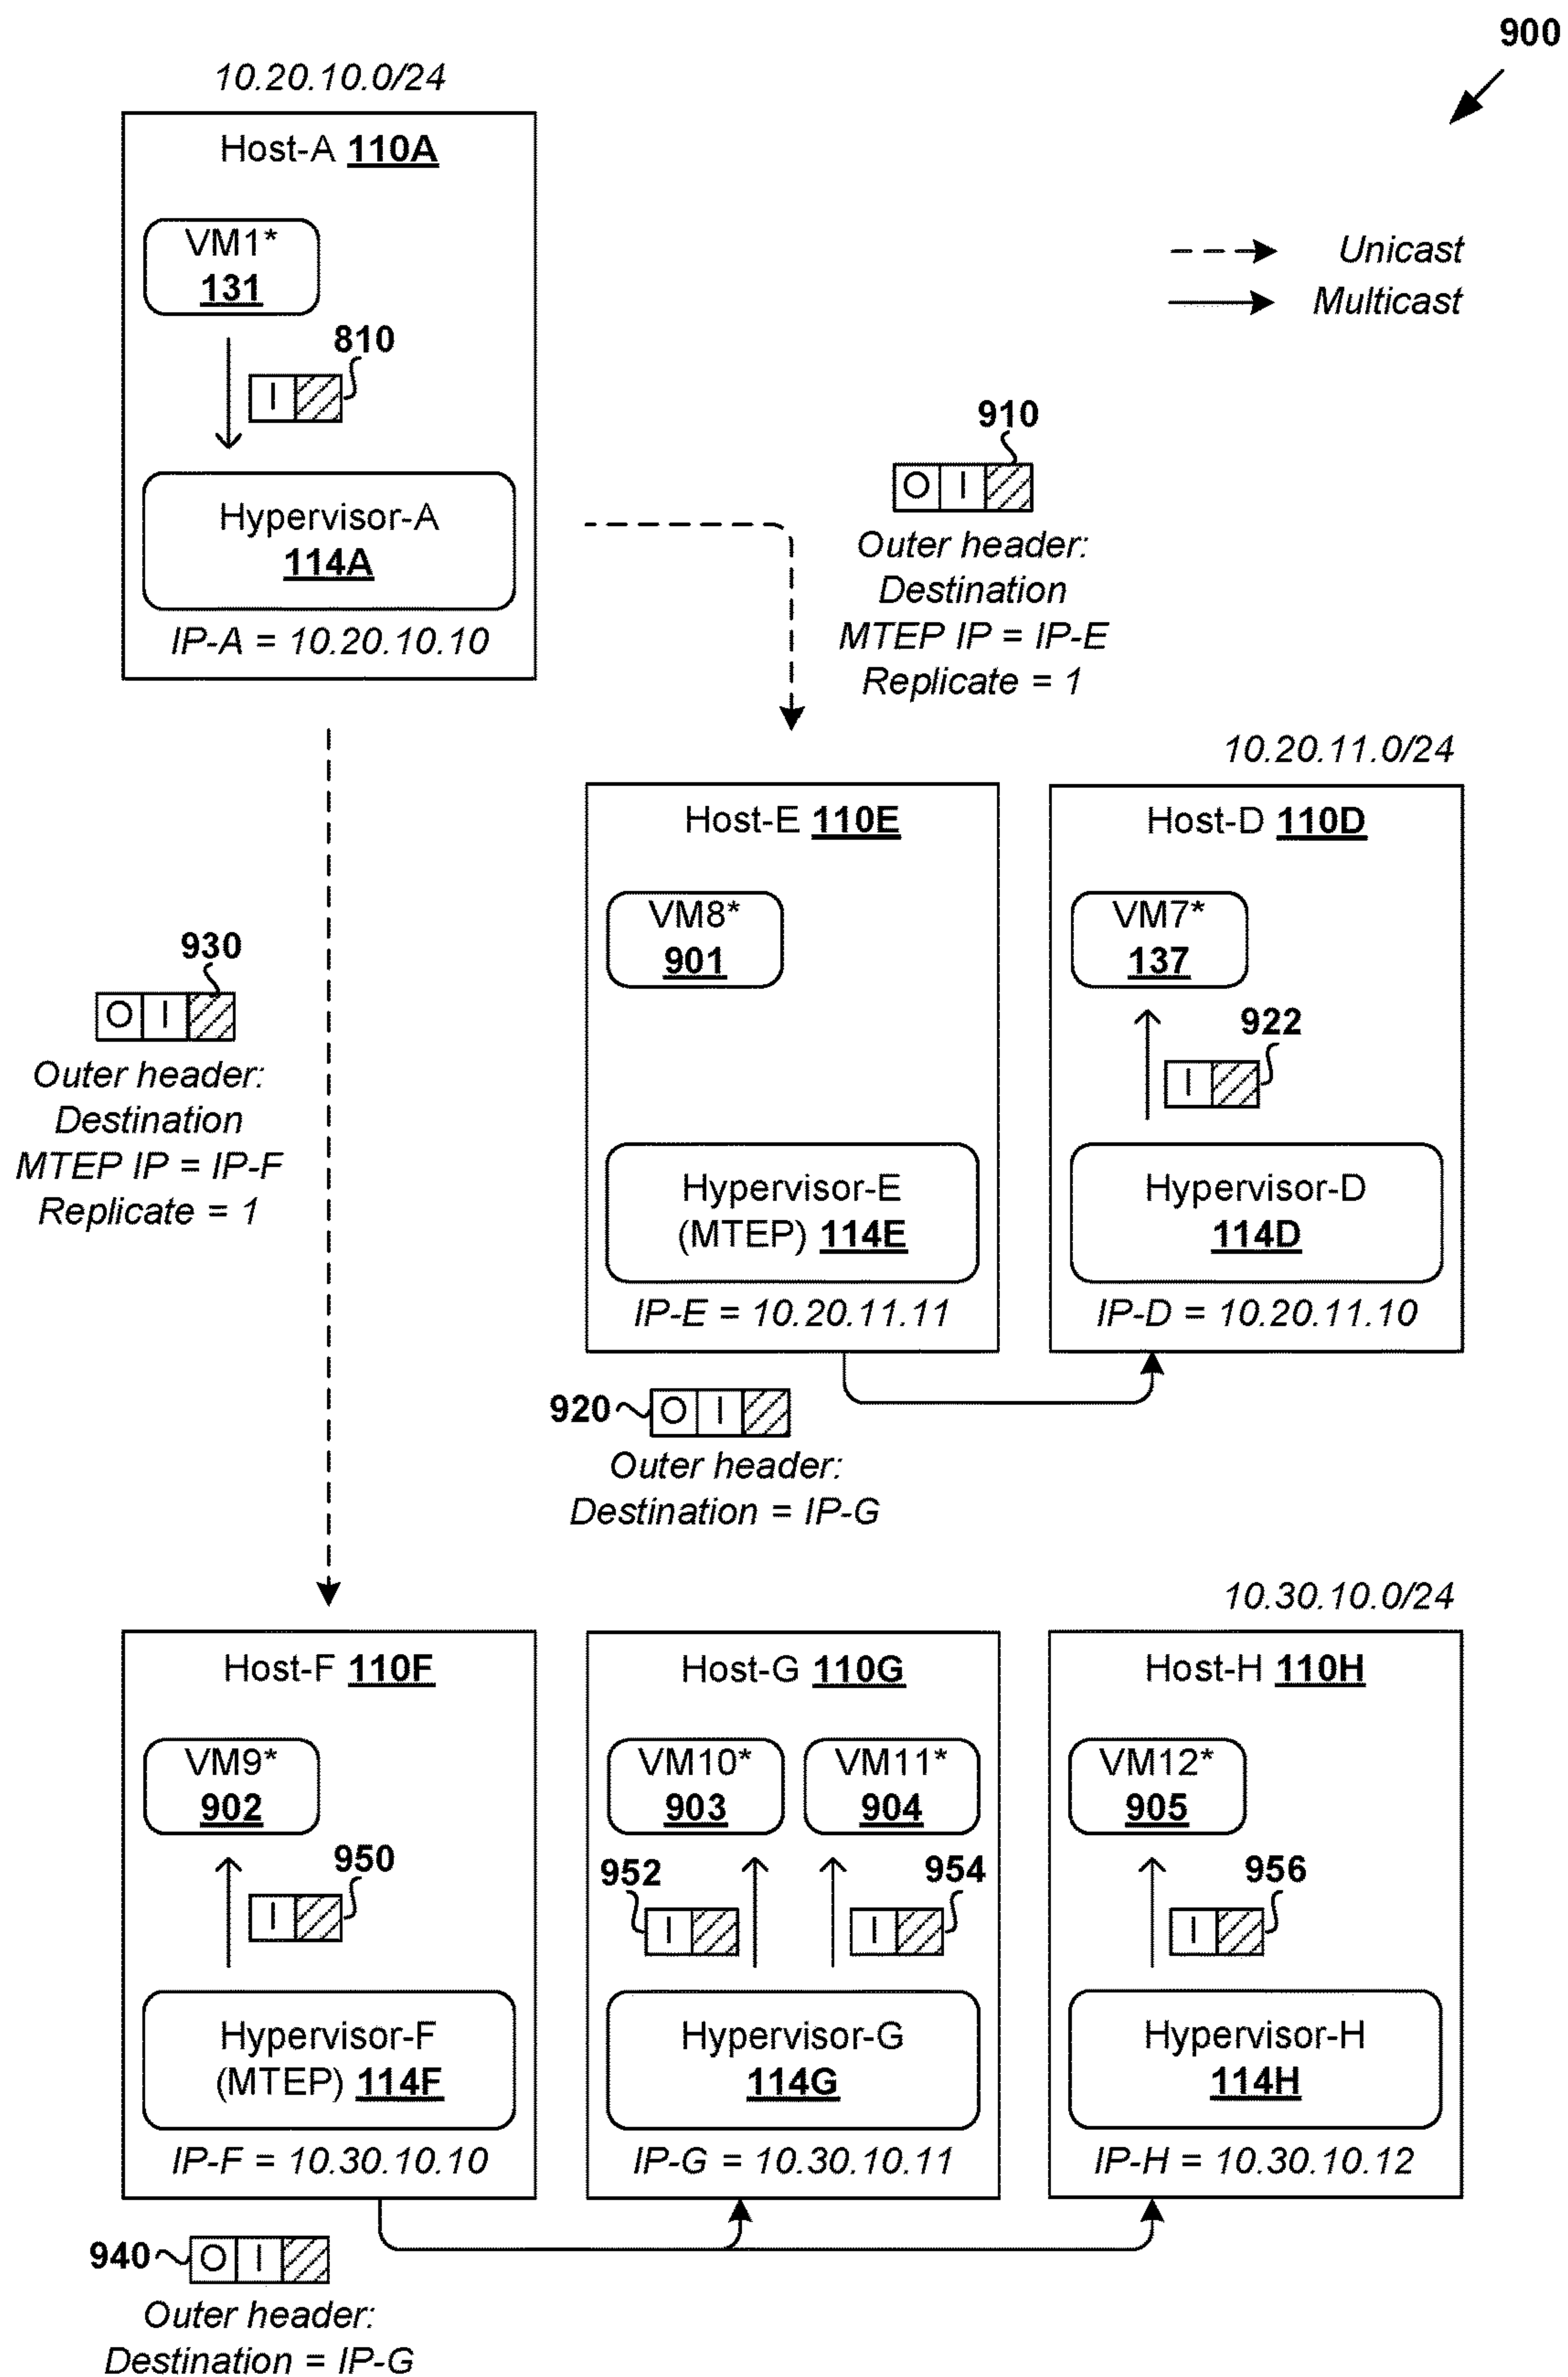 900
10.20.10.0/24
Host-A 110A
VM1*
131
810
I
Hypervisor-A
114A
IP-A = 10.20.10.10
Unicast
Multicast
910
O I
Outer header:
Destination
MTEP IP = IP-E
Replicate = 1
930
O I
Outer header:
Destination
MTEP IP = IP-F
Replicate = 1
10.20.11.0/24
Host-E 110E
VM8*
901
Hypervisor-E
(MTEP) 114E
IP-E = 10.20.11.11
Host-D 110D
VM7*
137
922
I
Hypervisor-D
114D
IP-D = 10.20.11.10
920 O I
Outer header:
Destination = IP-G
10.30.10.0/24
Host-F 110F
VM9*
902
950
I
Hypervisor-F
(MTEP) 114F
IP-F = 10.30.10.10
Host-G 110G
VM10*
903
VM11*
904
952
I
954
I
Hypervisor-G
114G
IP-G = 10.30.10.11
Host-H 110H
VM12*
905
956
I
Hypervisor-H
114H
IP-H = 10.30.10.12
940 O I
Outer header:
Destination = IP-G